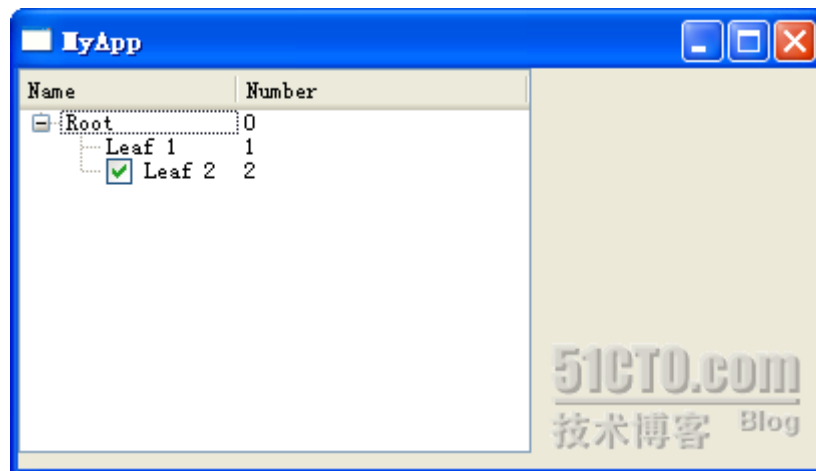 MyApp
Name Number
Root 0
Leaf 1 1
Leaf 2 2
51CTO.com
技术博客 Blog